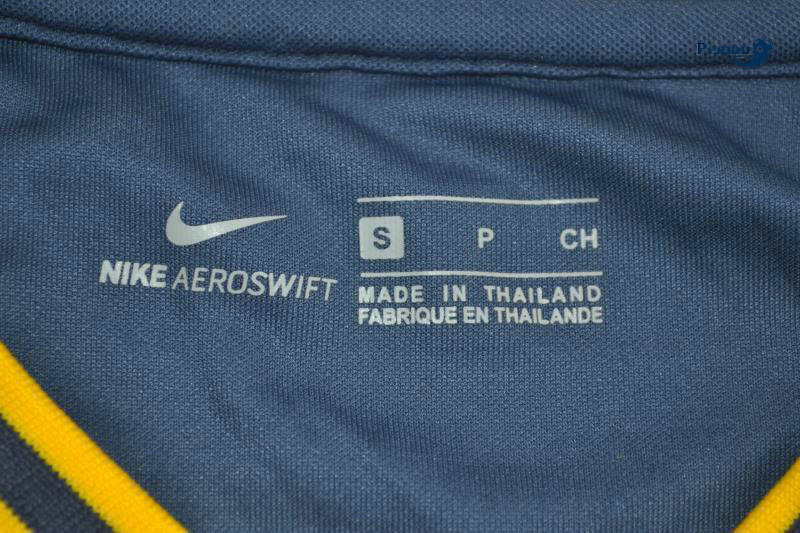 NIKE AEROSWIFT
S P CH
MADE IN THAILAND
FABRIQUE EN THAILANDE